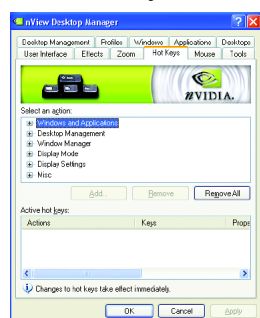 nView Desktop Manager
Desktop Management Profiles Windows Applications Desktops
User Interface Effects Zoom Hot Keys Mouse Tools
NVIDIA.
Select an action:
Windows and Applications
Desktop Management
Window Manager
Display Mode
Display Settings
Misc
Add... Remove Remove All
Active hot keys:
Actions Keys Prope
Changes to hot keys take effect immediately.
OK Cancel Apply